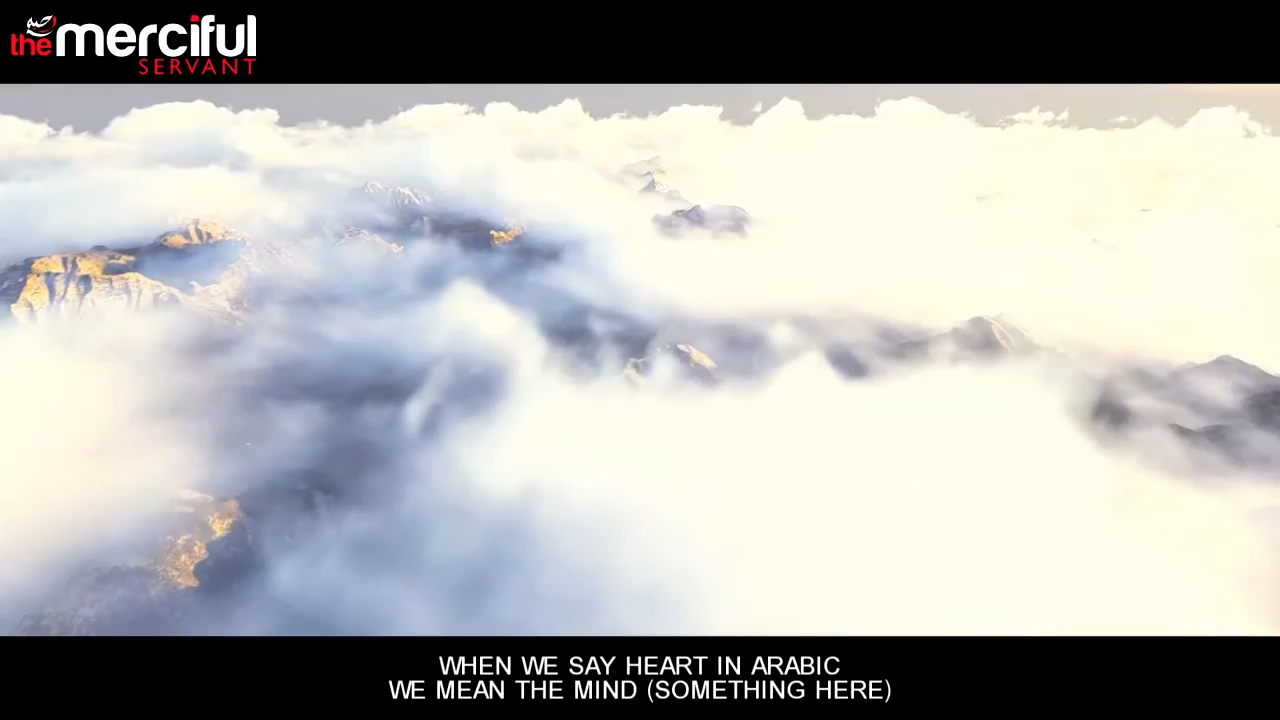 the merciful
SERVANT
WHEN WE SAY HEART IN ARABIC
WE MEAN THE MIND (SOMETHING HERE)